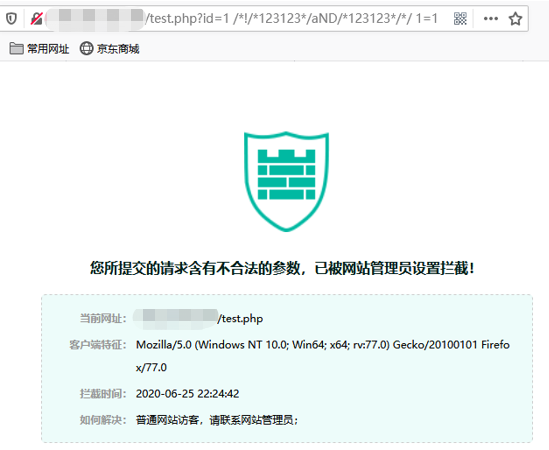 /test.php?id=1 /*!/*123123*/aND/*123123*/*/ 1=1
常用网址 京东商城
您所提交的请求含有不合法的参数，已被网站管理员设置拦截！
当前网址： /test.php
客户端特征： Mozilla/5.0 (Windows NT 10.0; Win64; x64; rv:77.0) Gecko/20100101 Firefo
x/77.0
拦截时间： 2020-06-25 22:24:42
如何解决： 普通网站访客，请联系网站管理员；